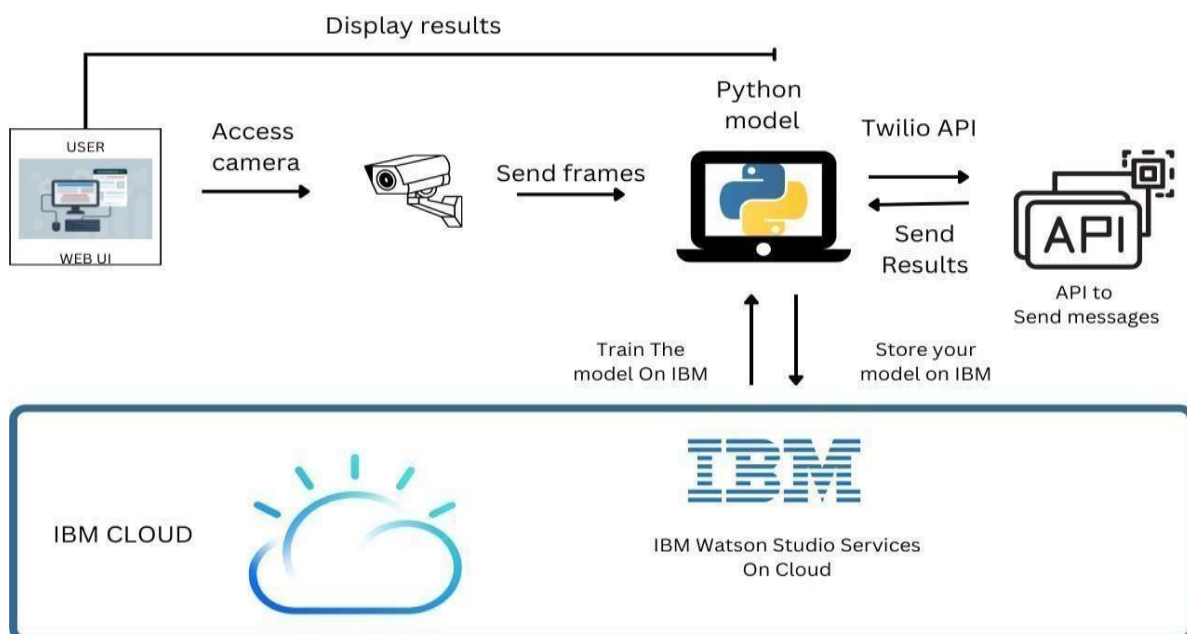 Display results
Python
model
Access
camera
Twilio API
USER
WEB UI
Send frames
Send
Results
API
API to
Send messages
Train The
model On IBM
Store your
model on IBM
IBM
IBM CLOUD
IBM Watson Studio Services
On Cloud